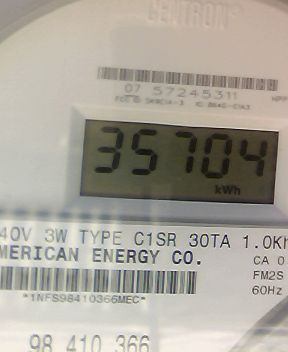 CENTRON®
07 57245311
35704
kWh
40V 3W TYPE C1SR 30TA 1.0Kh
MERICAN ENERGY CO.
CA 0
FM2S
60Hz
*1NFS98410366MEC*
98 410 366